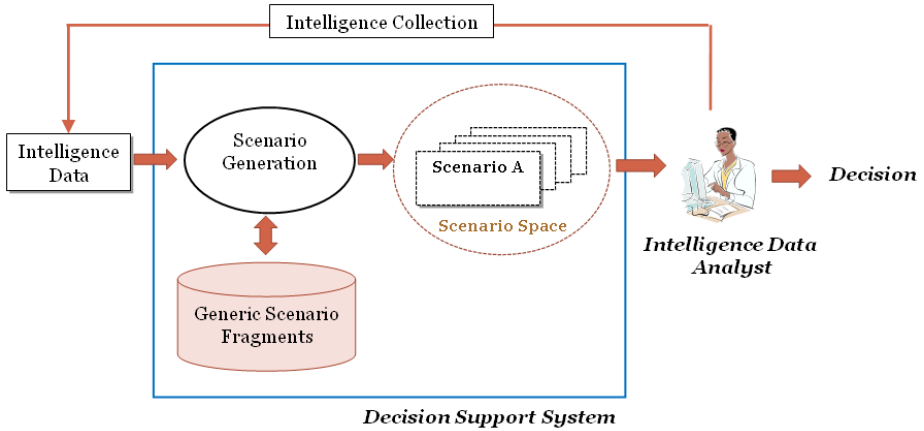 Intelligence Collection
Intelligence
Data
Scenario
Generation
Scenario A
Scenario Space
Generic Scenario
Fragments
Intelligence Data
Analyst
Decision
Decision Support System